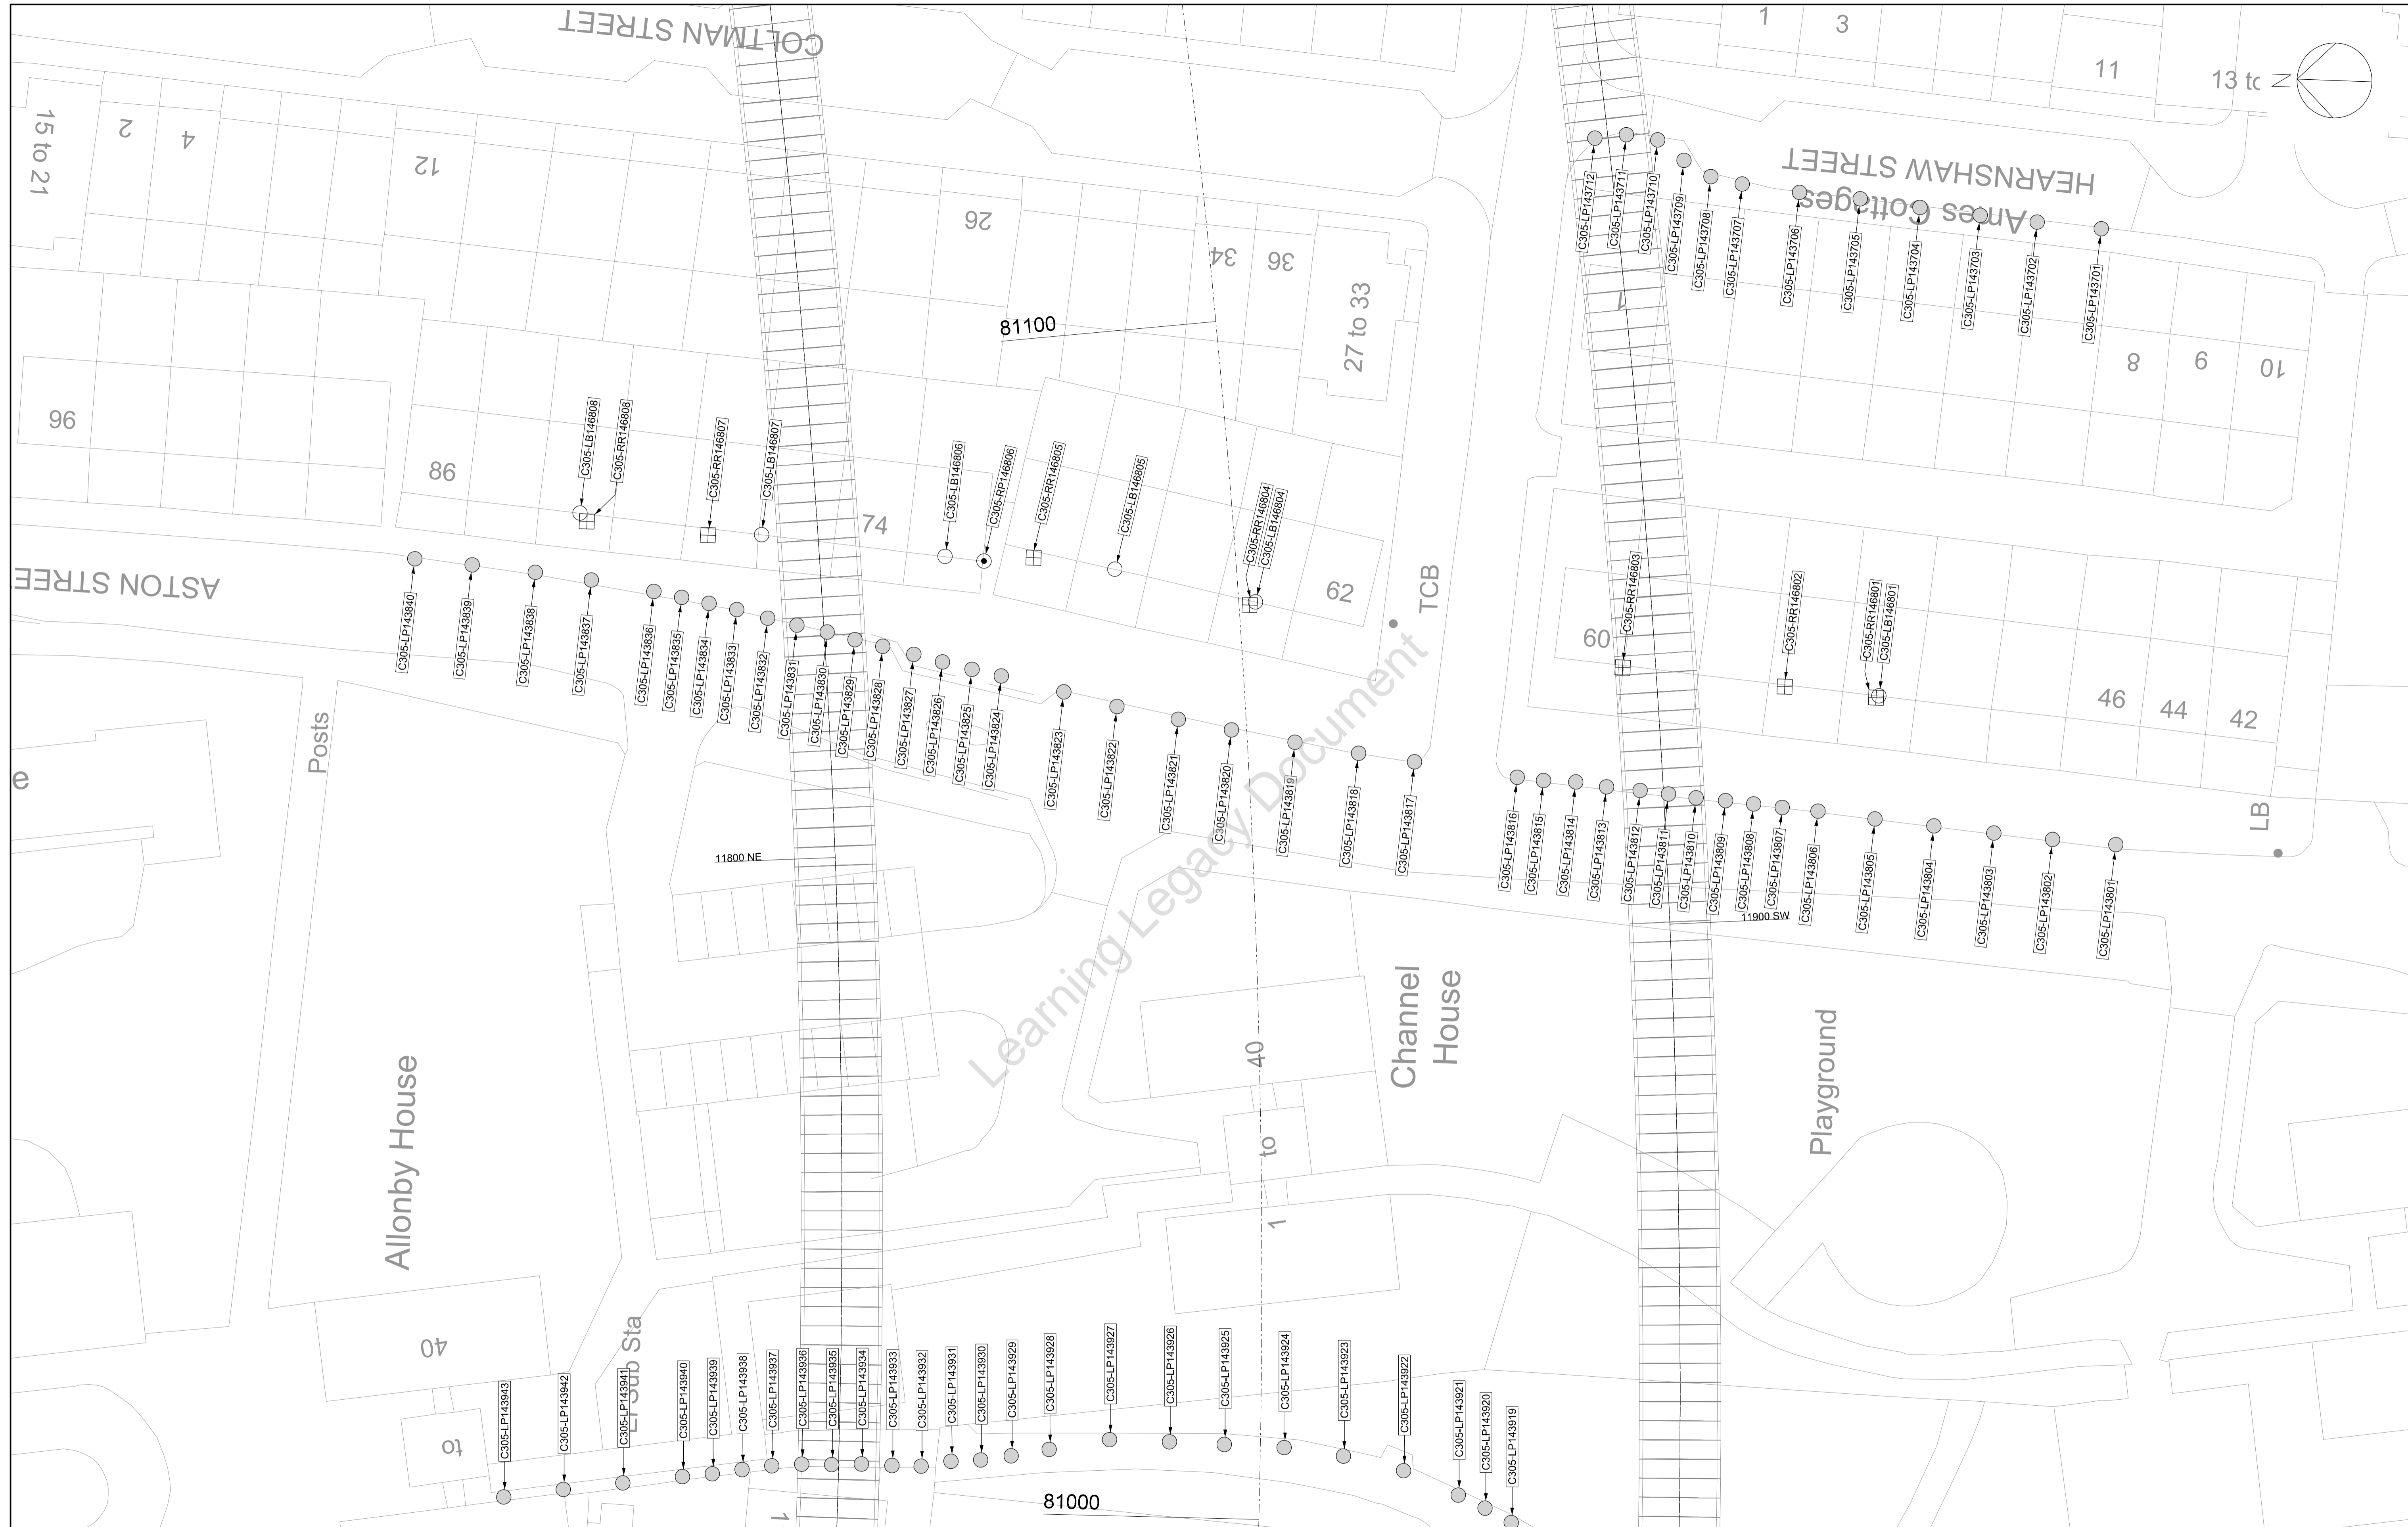 COLTMAN STREET
1
3
11
13 to
N
15 to 21
2
4
12
26
34
36
27 to 33
81100
HEARNSHAW STREET
Ames Cottages
C305-LP143712
C305-LP143711
C305-LP143710
C305-LP143709
C305-LP143708
C305-LP143707
C305-LP143706
C305-LP143705
C305-LP143704
C305-LP143703
C305-LP143702
C305-LP143701
1
8
9
10
96
86
C305-LB146808
C305-RR146808
C305-RR146807
C305-LB146807
74
C305-LB146806
C305-RP146806
C305-RR146805
C305-LB146805
C305-RR146804
C305-LB146804
62
TCB
60
C305-RR146803
C305-RR146802
C305-RR146801
C305-LB146801
46
44
42
LB
ASTON STREE
C305-LP143840
C305-LP143839
C305-LP143838
C305-LP143837
C305-LP143836
C305-LP143835
C305-LP143834
C305-LP143833
C305-LP143832
C305-LP143831
C305-LP143830
C305-LP143829
C305-LP143828
C305-LP143827
C305-LP143826
C305-LP143825
C305-LP143824
C305-LP143823
C305-LP143822
C305-LP143821
C305-LP143820
C305-LP143819
C305-LP143818
C305-LP143817
C305-LP143816
C305-LP143815
C305-LP143814
C305-LP143813
C305-LP143812
C305-LP143811
C305-LP143810
C305-LP143809
C305-LP143808
C305-LP143807
C305-LP143806
C305-LP143805
C305-LP143804
C305-LP143803
C305-LP143802
C305-LP143801
Posts
e
11800 NE
11900 SW
Learning Legacy Document
Allonby House
Channel
House
Playground
1 to 40
40
to
1
El Sub Sta
C305-LP143943
C305-LP143942
C305-LP143941
C305-LP143940
C305-LP143939
C305-LP143938
C305-LP143937
C305-LP143936
C305-LP143935
C305-LP143934
C305-LP143933
C305-LP143932
C305-LP143931
C305-LP143930
C305-LP143929
C305-LP143928
C305-LP143927
C305-LP143926
C305-LP143925
C305-LP143924
C305-LP143923
C305-LP143922
C305-LP143921
C305-LP143920
C305-LP143919
81000